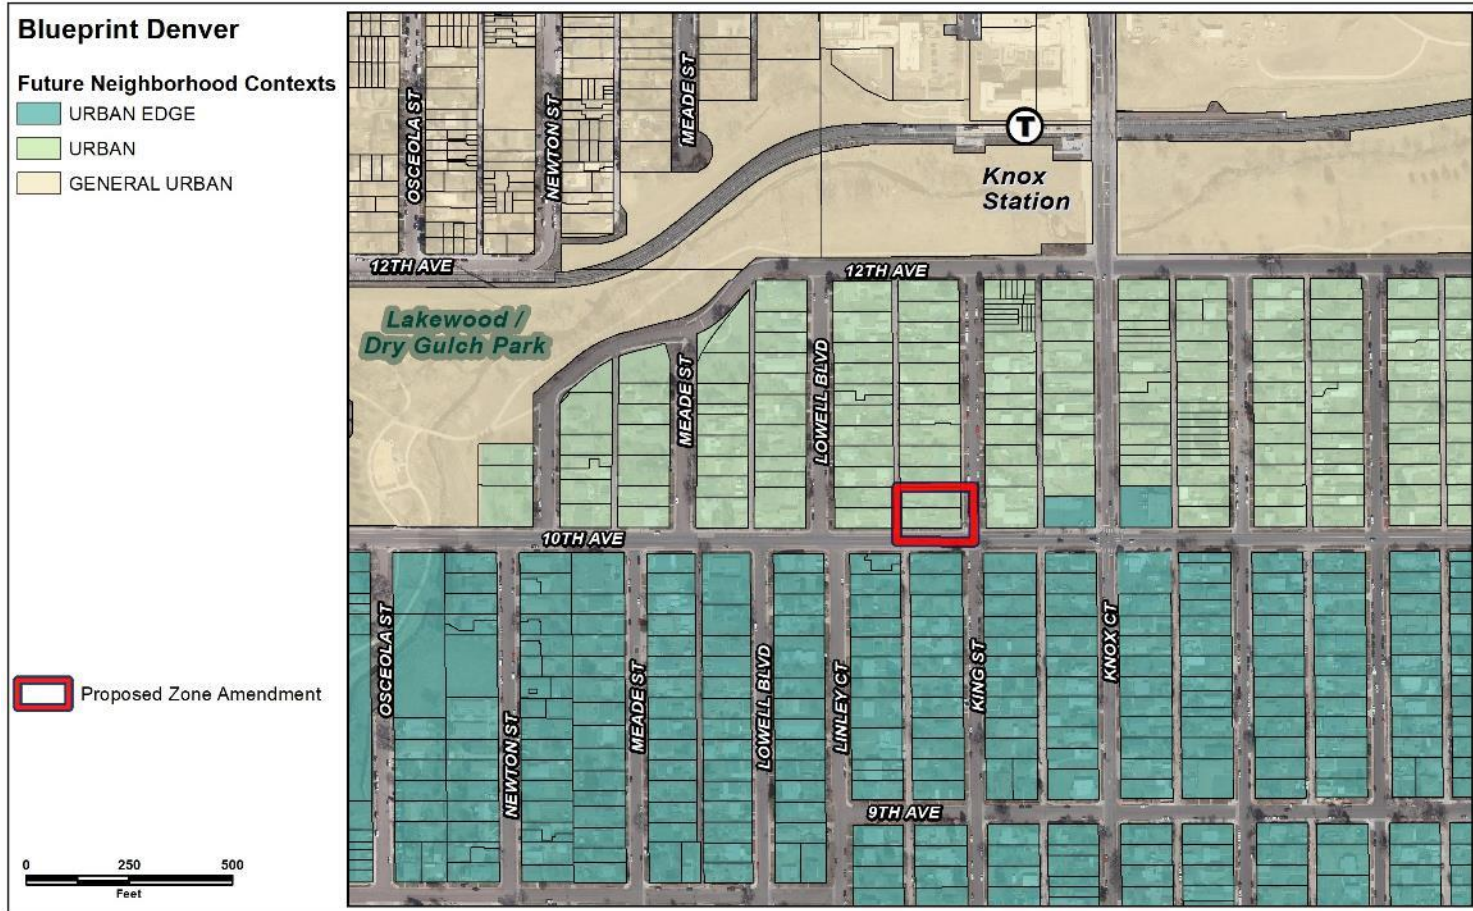 Blueprint Denver
Future Neighborhood Contexts
URBAN EDGE
URBAN
GENERAL URBAN
Proposed Zone Amendment
0 250 500
Feet
OSCEOLA ST
NEWTON ST
MEADE ST
T
Knox
Station
12TH AVE
12TH AVE
Lakewood /
Dry Gulch Park
MEADE ST
LOWELL BLVD
10TH AVE
OSCEOLA ST
NEWTON ST
MEADE ST
LOWELL BLVD
LINLEY CT
KING ST
KNOX CT
9TH AVE